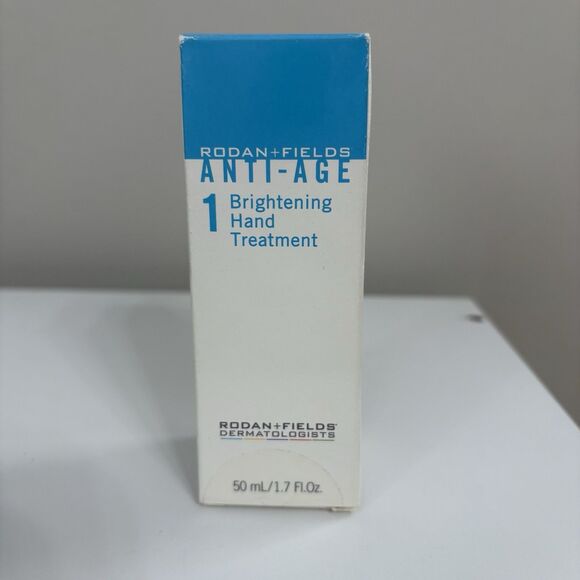 RODAN+FIELDS
ANTI-AGE
1 Brightening
Hand
Treatment
RODAN+FIELDS®
DERMATOLOGISTS
50 mL/1.7 Fl.Oz.